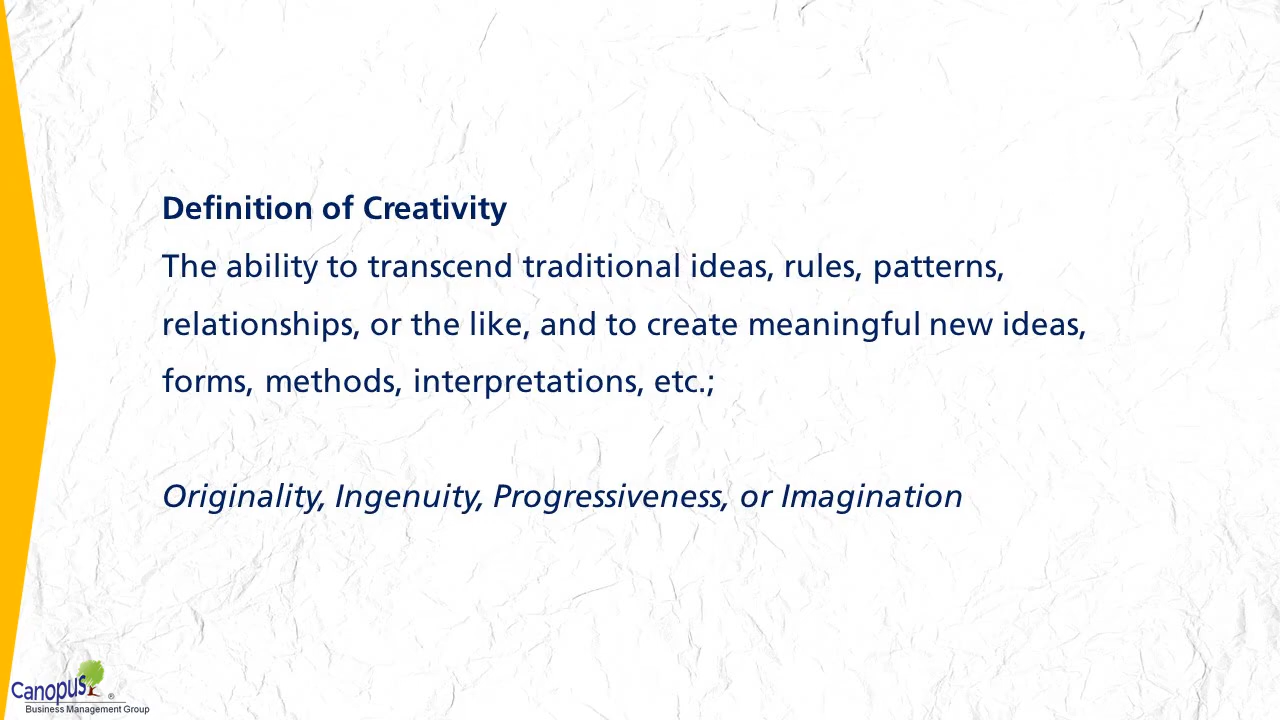 Definition of Creativity
The ability to transcend traditional ideas, rules, patterns,
relationships, or the like, and to create meaningful new ideas,
forms, methods, interpretations, etc.;
Originality, Ingenuity, Progressiveness, or Imagination
Canopus ®
Business Management Group